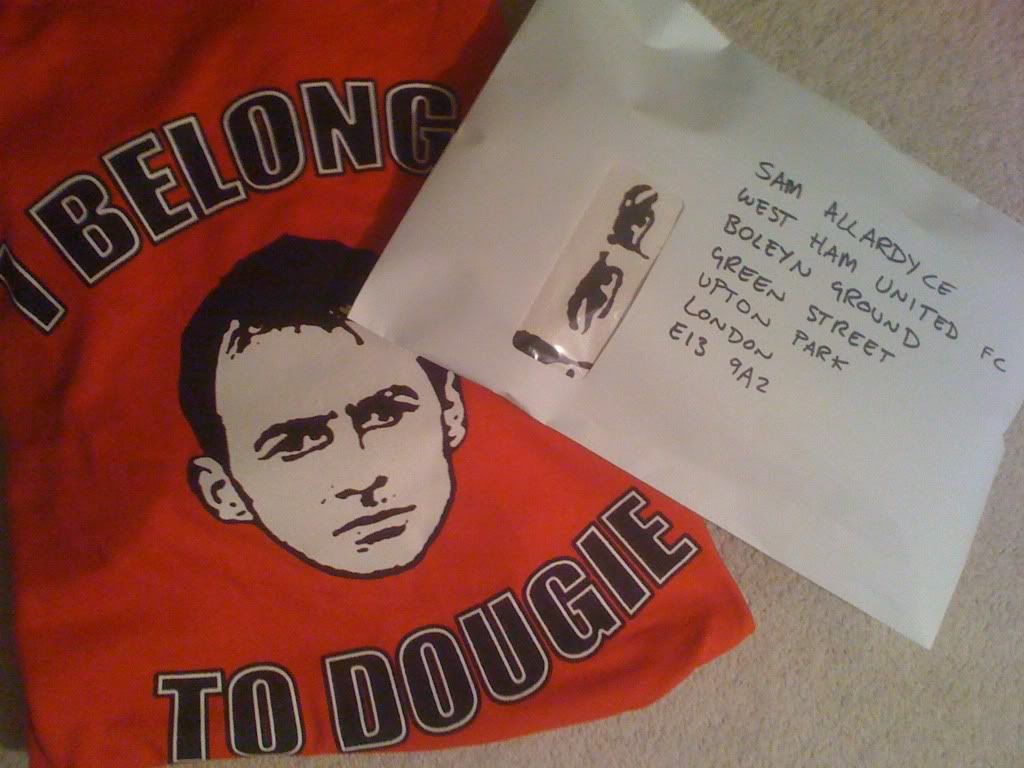 I BELONG
TO DOUGIE
SAM ALLARDYCE
WEST HAM UNITED FC
BOLEYN GROUND
GREEN STREET
UPTON PARK
LONDON
E13 9AZ